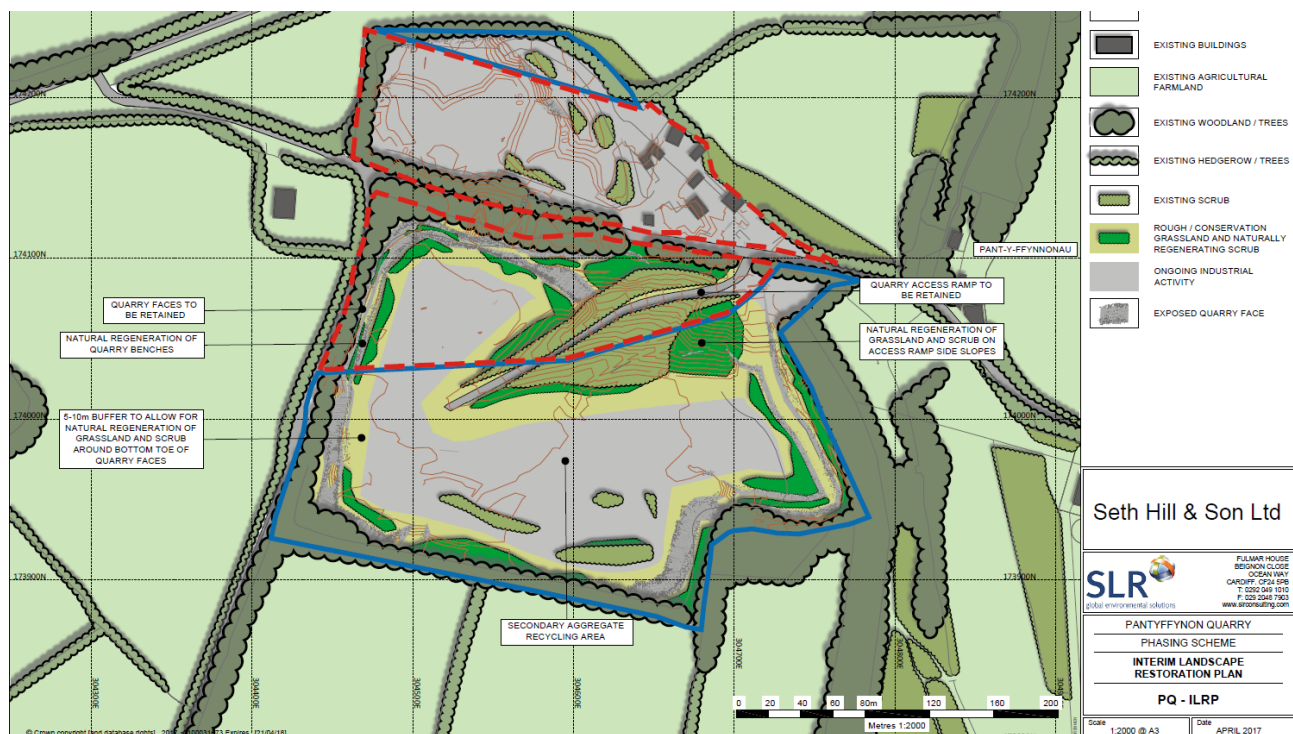 174200N
174200N
174100N
174100N
174000N
174000N
173900N
173900N
304400E
304500E
304600E
304700E
304800E
QUARRY FACES TO
BE RETAINED
NATURAL REGENERATION OF
QUARRY BENCHES
5-10m BUFFER TO ALLOW FOR
NATURAL REGENERATION OF
GRASSLAND AND SCRUB
AROUND BOTTOM TOE OF
QUARRY FACES
PANT-Y-FFYNNONAU
QUARRY ACCESS RAMP TO
BE RETAINED
NATURAL REGENERATION OF
GRASSLAND AND SCRUB ON
ACCESS RAMP SIDE SLOPES
SECONDARY AGGREGATE
RECYCLING AREA
0 20 40 60 80m 120 160 200
Metres 1:2000
EXISTING BUILDINGS
EXISTING AGRICULTURAL
FARMLAND
EXISTING WOODLAND / TREES
EXISTING HEDGEROW / TREES
EXISTING SCRUB
ROUGH / CONSERVATION
GRASSLAND AND NATURALLY
REGENERATING SCRUB
ONGOING INDUSTRIAL
ACTIVITY
EXPOSED QUARRY FACE
Seth Hill & Son Ltd
SLR
global environmental solutions
FULMAR HOUSE
BEIGNON CLOSE
OCEAN WAY
CARDIFF. CF24 5PB
T: 0292 049 1010
F: 029 2048 7903
www.slrconsulting.com
PANTYFFYNON QUARRY
PHASING SCHEME
INTERIM LANDSCAPE
RESTORATION PLAN
PQ - ILRP
Scale
1:2000 @ A3
Date
APRIL 2017